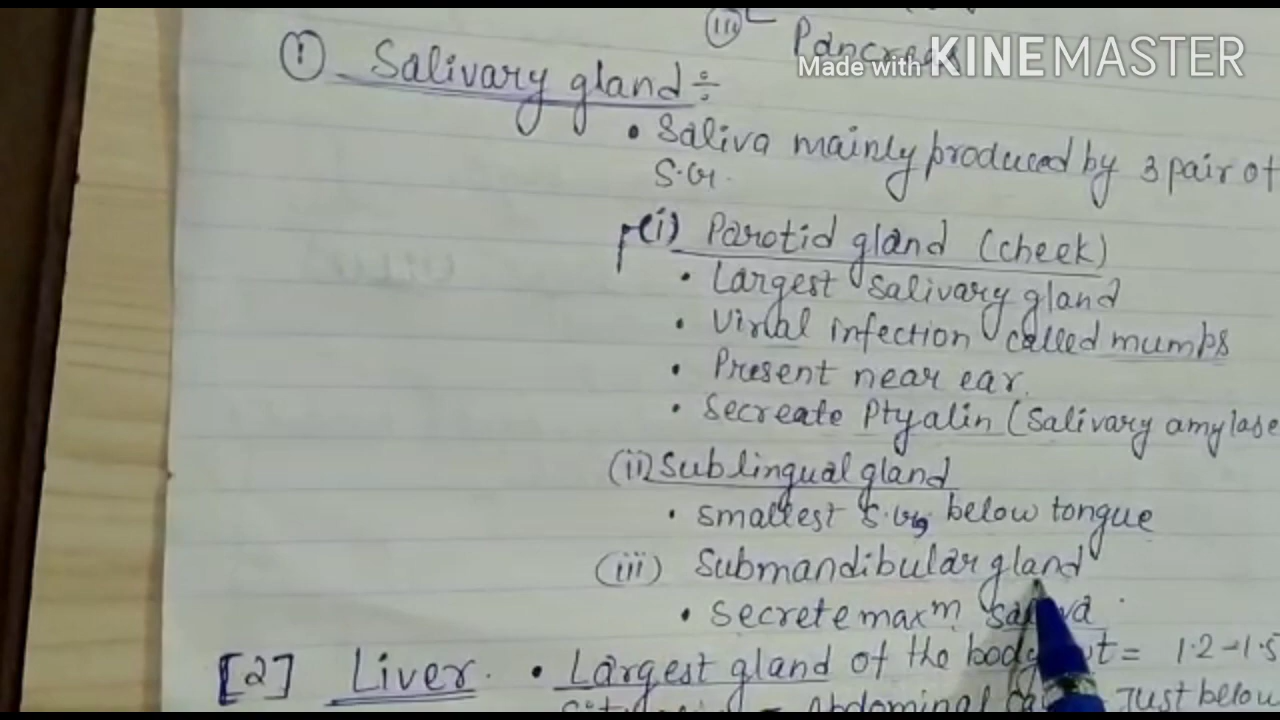 (iii) Pancreas
Made with KINEMASTER
① Salivary gland ÷
• Saliva mainly produced by 3 pair of
S.G.
(i) Parotid gland (cheek)
• Largest salivary gland
• Viral infection called mumps
• Present near ear.
• Secreate Ptyalin (Salivary amylase
(ii) Sublingual gland
• smallest S.G, below tongue
(iii) Submandibular gland
• Secrete maxm saliva
[2] Liver. • Largest gland of the body wt = 1.2-1.5
Abdominal Just below